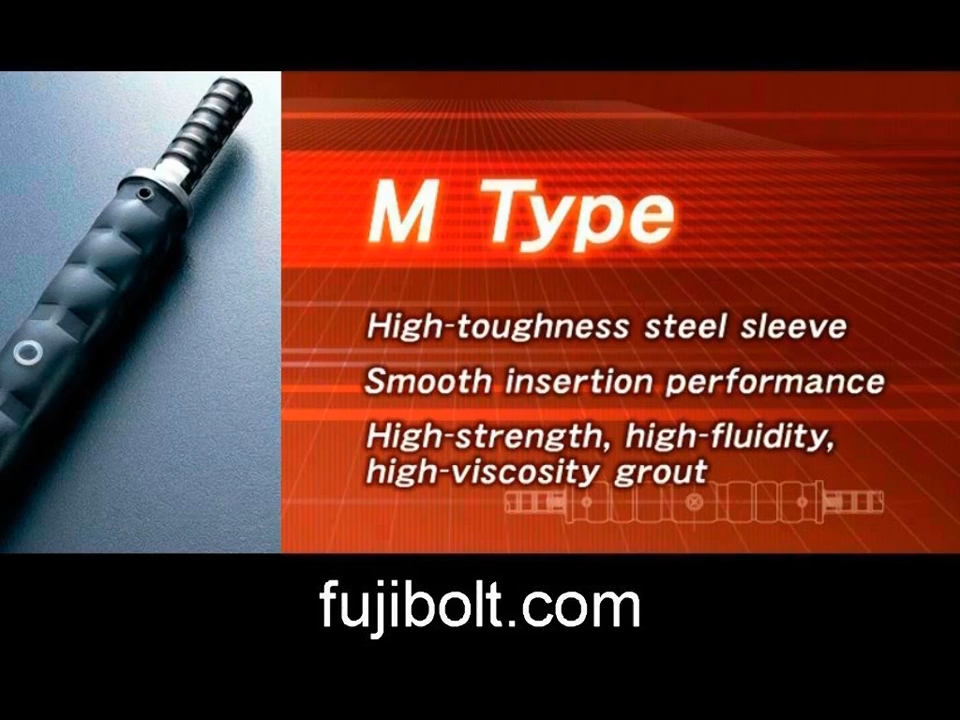 M Type
High-toughness steel sleeve
Smooth insertion performance
High-strength, high-fluidity,
high-viscosity grout
fujibolt.com